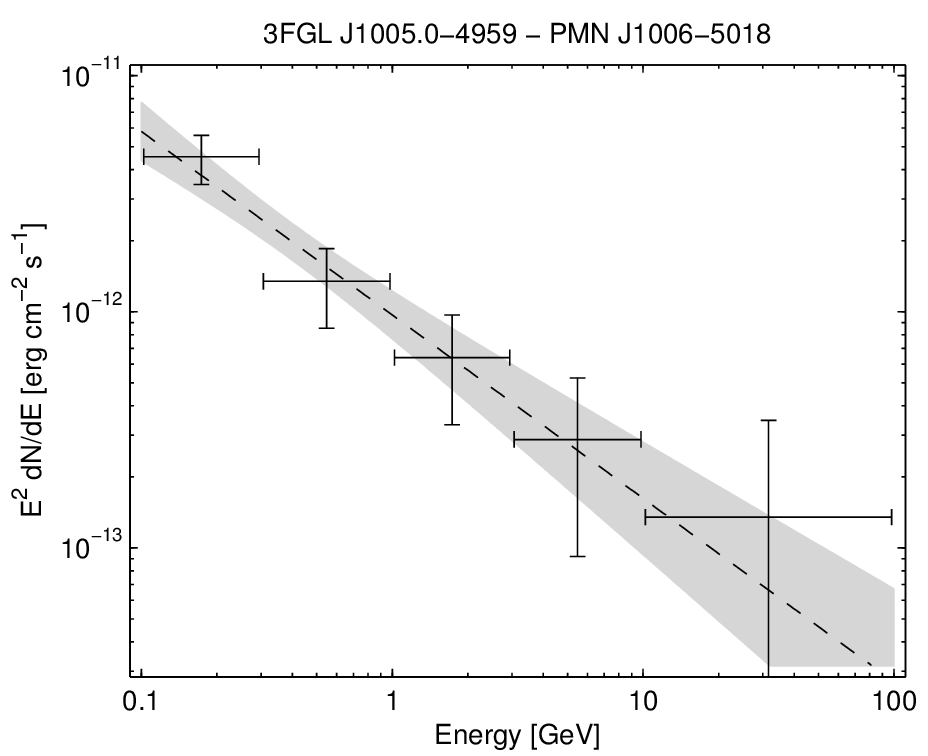 3FGL J1005.0−4959 − PMN J1006−5018
10⁻¹¹
10⁻¹²
10⁻¹³
E² dN/dE [erg cm⁻² s⁻¹]
0.1 1 10 100
Energy [GeV]